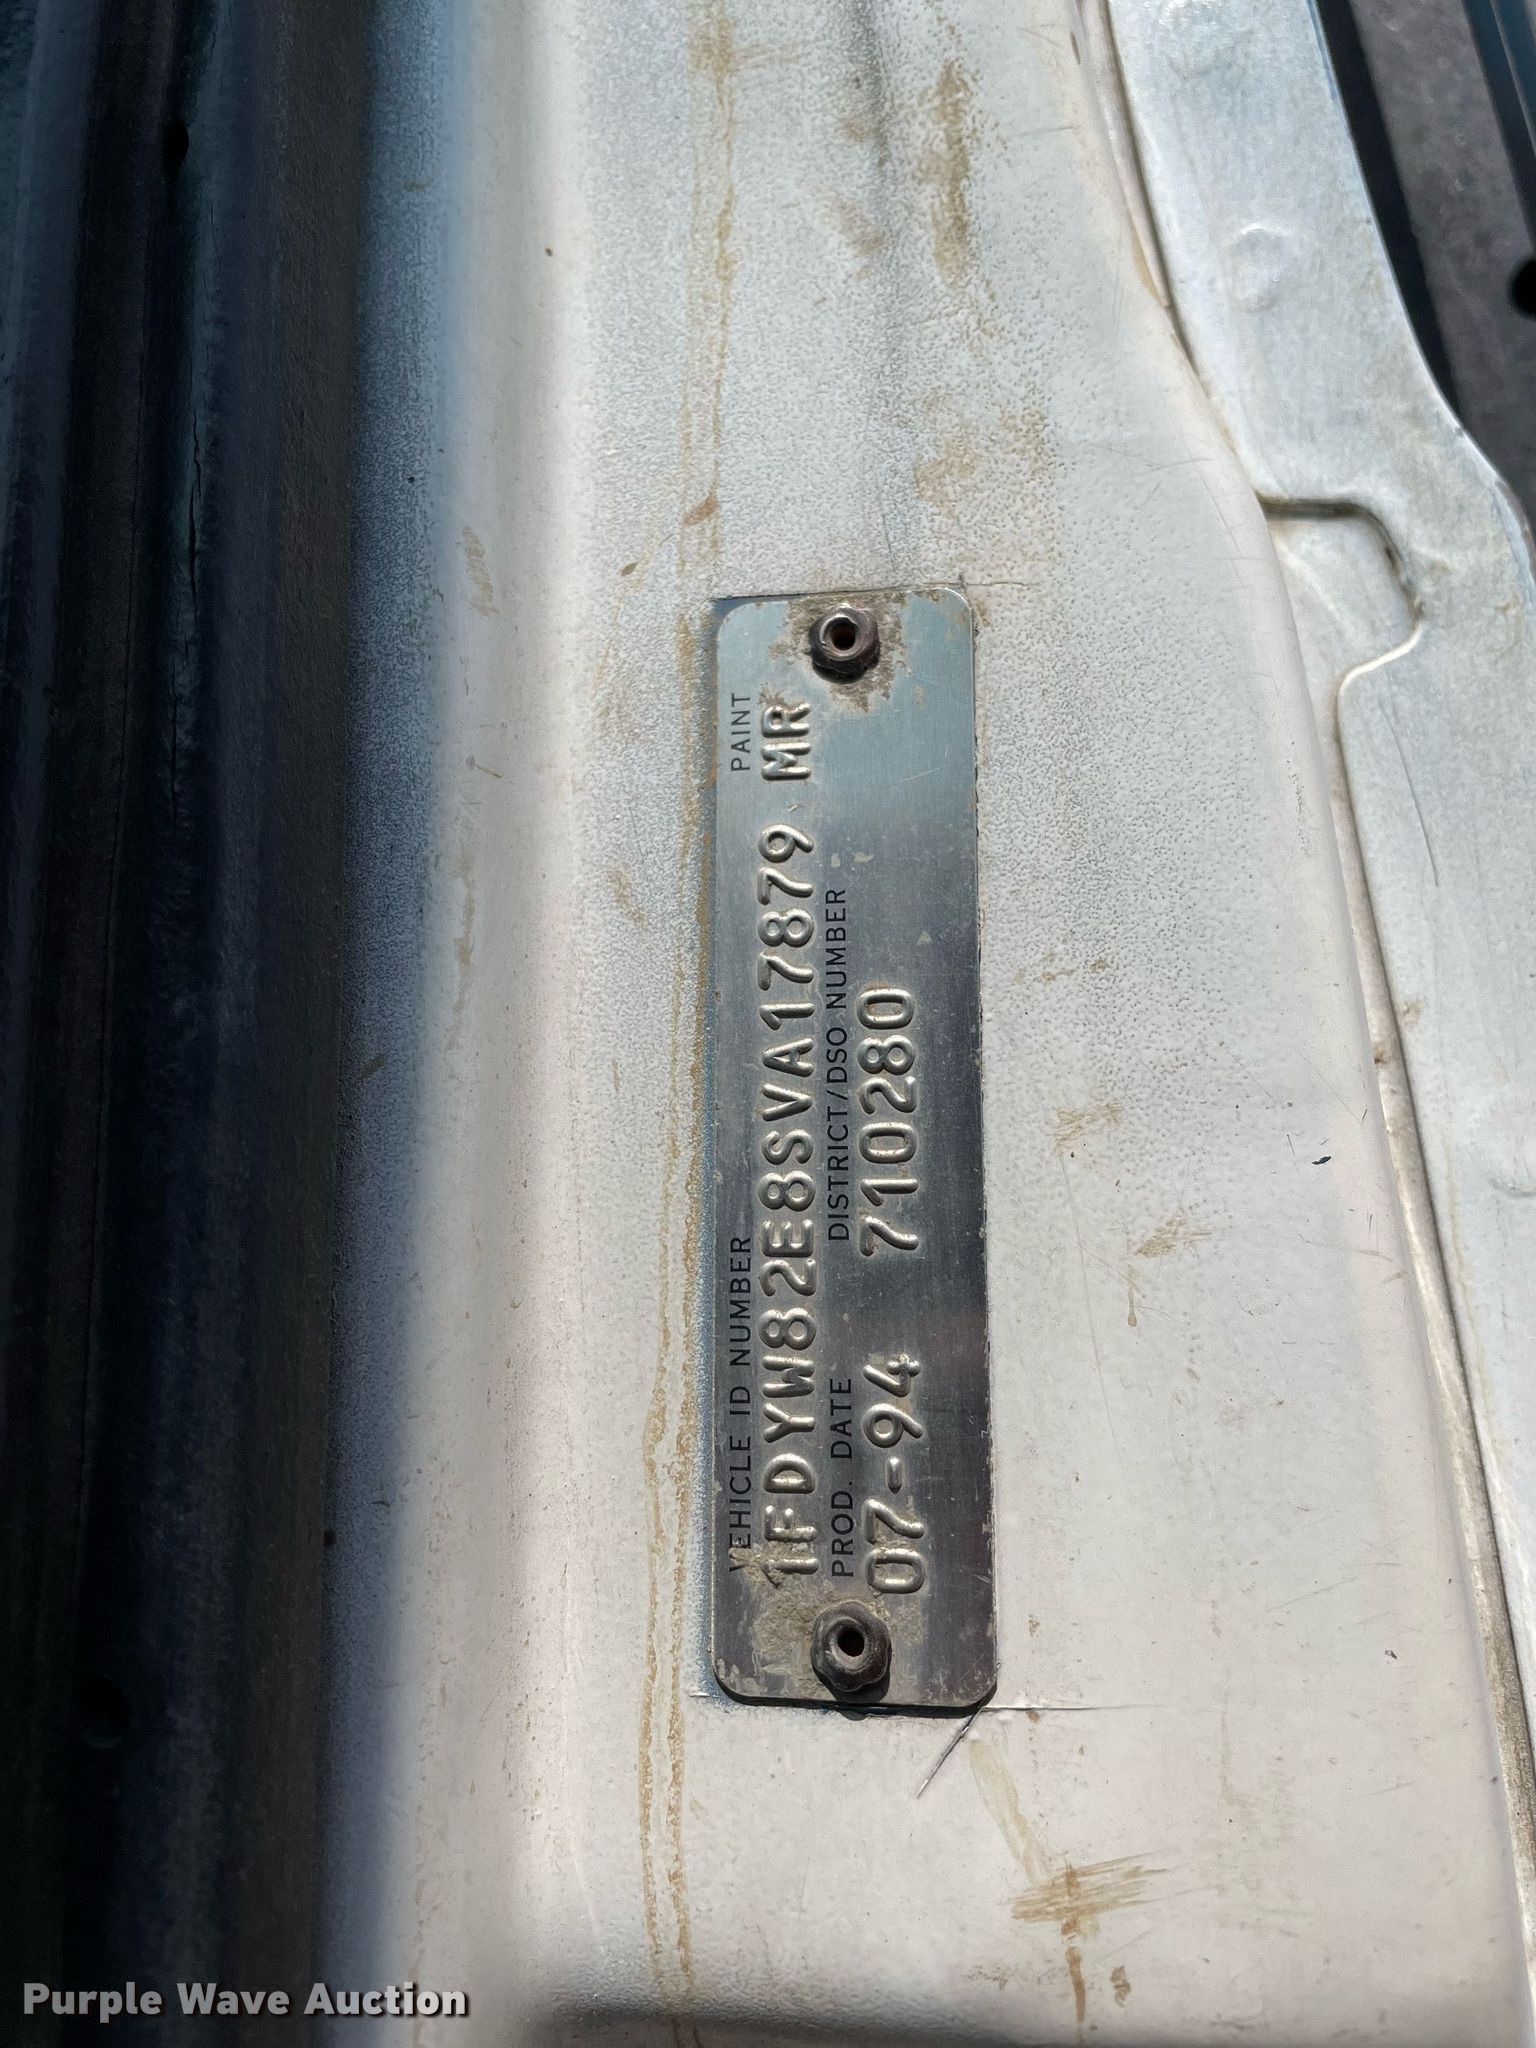 VEHICLE ID NUMBER PAINT
1FDYW82E8SVA17879 MR
PROD. DATE DISTRICT/DSO NUMBER
07-94 710280
Purple Wave Auction